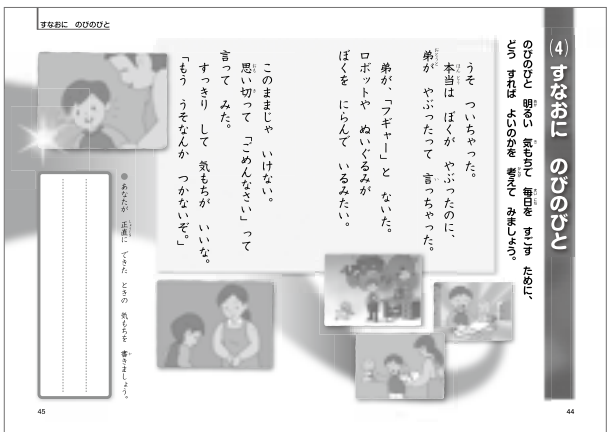 すなおに のびのびと
(4) すなおに のびのびと
のびのびと 明るい 気もちで 毎日を すごす ために、
どう すれば よいのかを 考えて みましょう。
うそ ついちゃった。
本当は ぼくが やぶったのに、
弟が やぶったって 言っちゃった。
弟が、「フギャー」と ないた。
ロボットや ぬいぐるみが
ぼくを にらんで いるみたい。
このままじゃ いけない。
思い切って 「ごめんなさい」って
言って みた。
すっきり して 気もちが いいな。
「もう うそなんか つかないぞ。」
●あなたが 正直に できた ときの 気もちを 書きましょう。
45
44